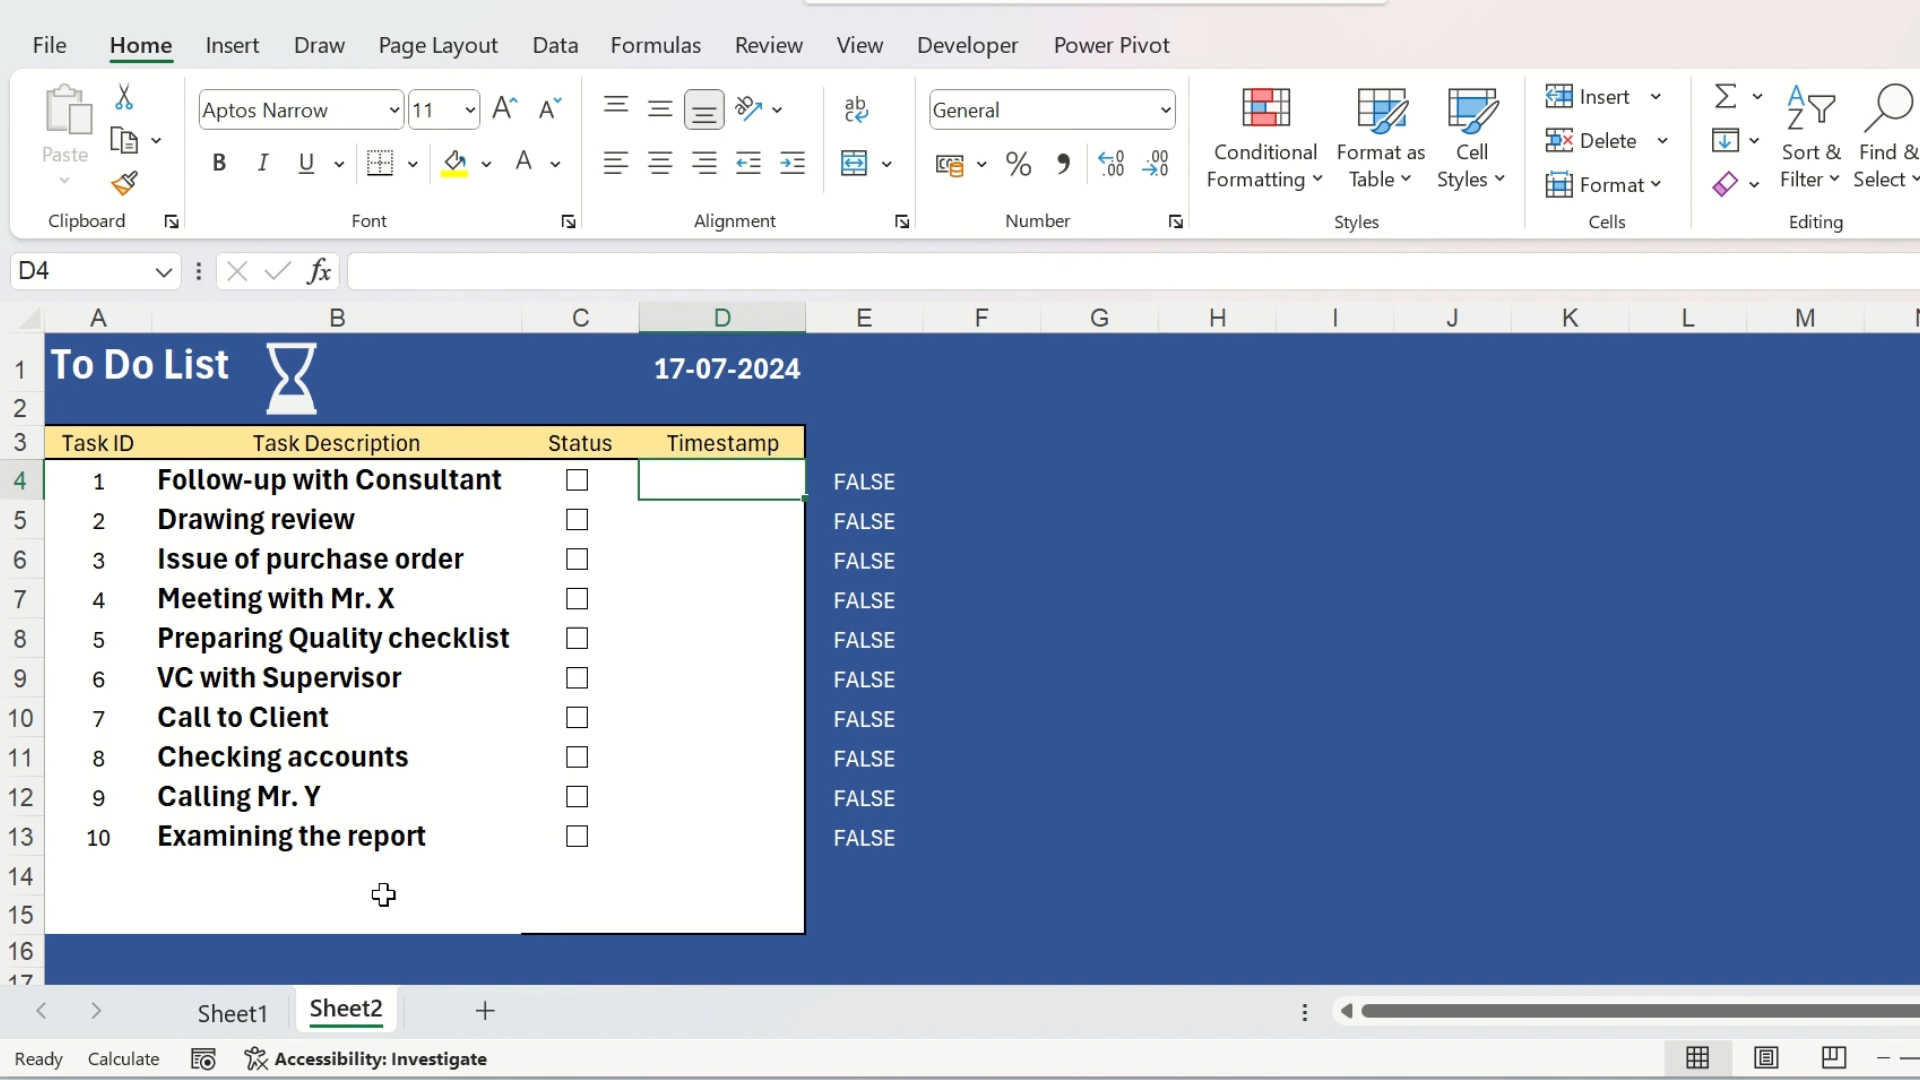 File Home Insert Draw Page Layout Data Formulas Review View Developer Power Pivot
Paste
Clipboard
Aptos Narrow 11 A A
B I U A
Font
ab c
Alignment
General
% .00
Number
Conditional Formatting
Format as Table
Cell Styles
Styles
Insert
Delete
Format
Cells
Σ
Sort & Filter
Find & Select
Editing
D4 fx
A B C D E F G H I J K L M
1 To Do List 17-07-2024
2
3 Task ID Task Description Status Timestamp
4 1 Follow-up with Consultant FALSE
5 2 Drawing review FALSE
6 3 Issue of purchase order FALSE
7 4 Meeting with Mr. X FALSE
8 5 Preparing Quality checklist FALSE
9 6 VC with Supervisor FALSE
10 7 Call to Client FALSE
11 8 Checking accounts FALSE
12 9 Calling Mr. Y FALSE
13 10 Examining the report FALSE
14
15
16
17
Sheet1 Sheet2 +
Ready Calculate Accessibility: Investigate